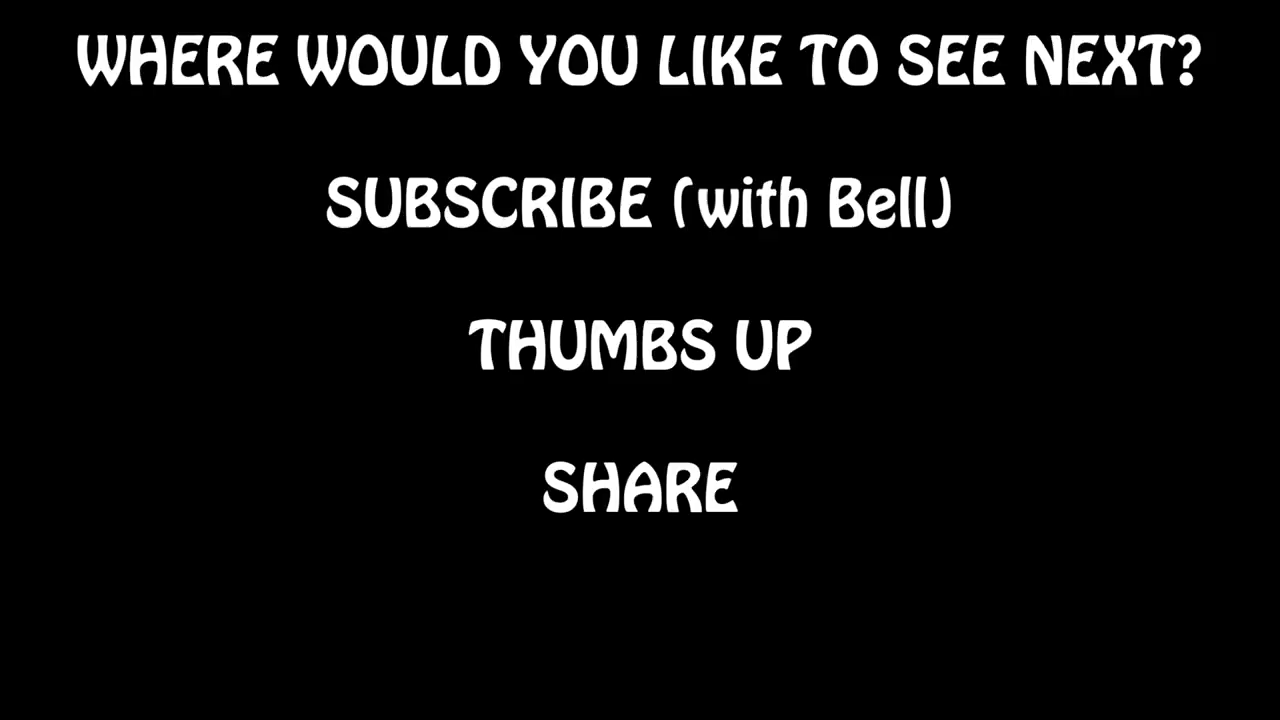 WHERE WOULD YOU LIKE TO SEE NEXT?
SUBSCRIBE (with Bell)
THUMBS UP
SHARE